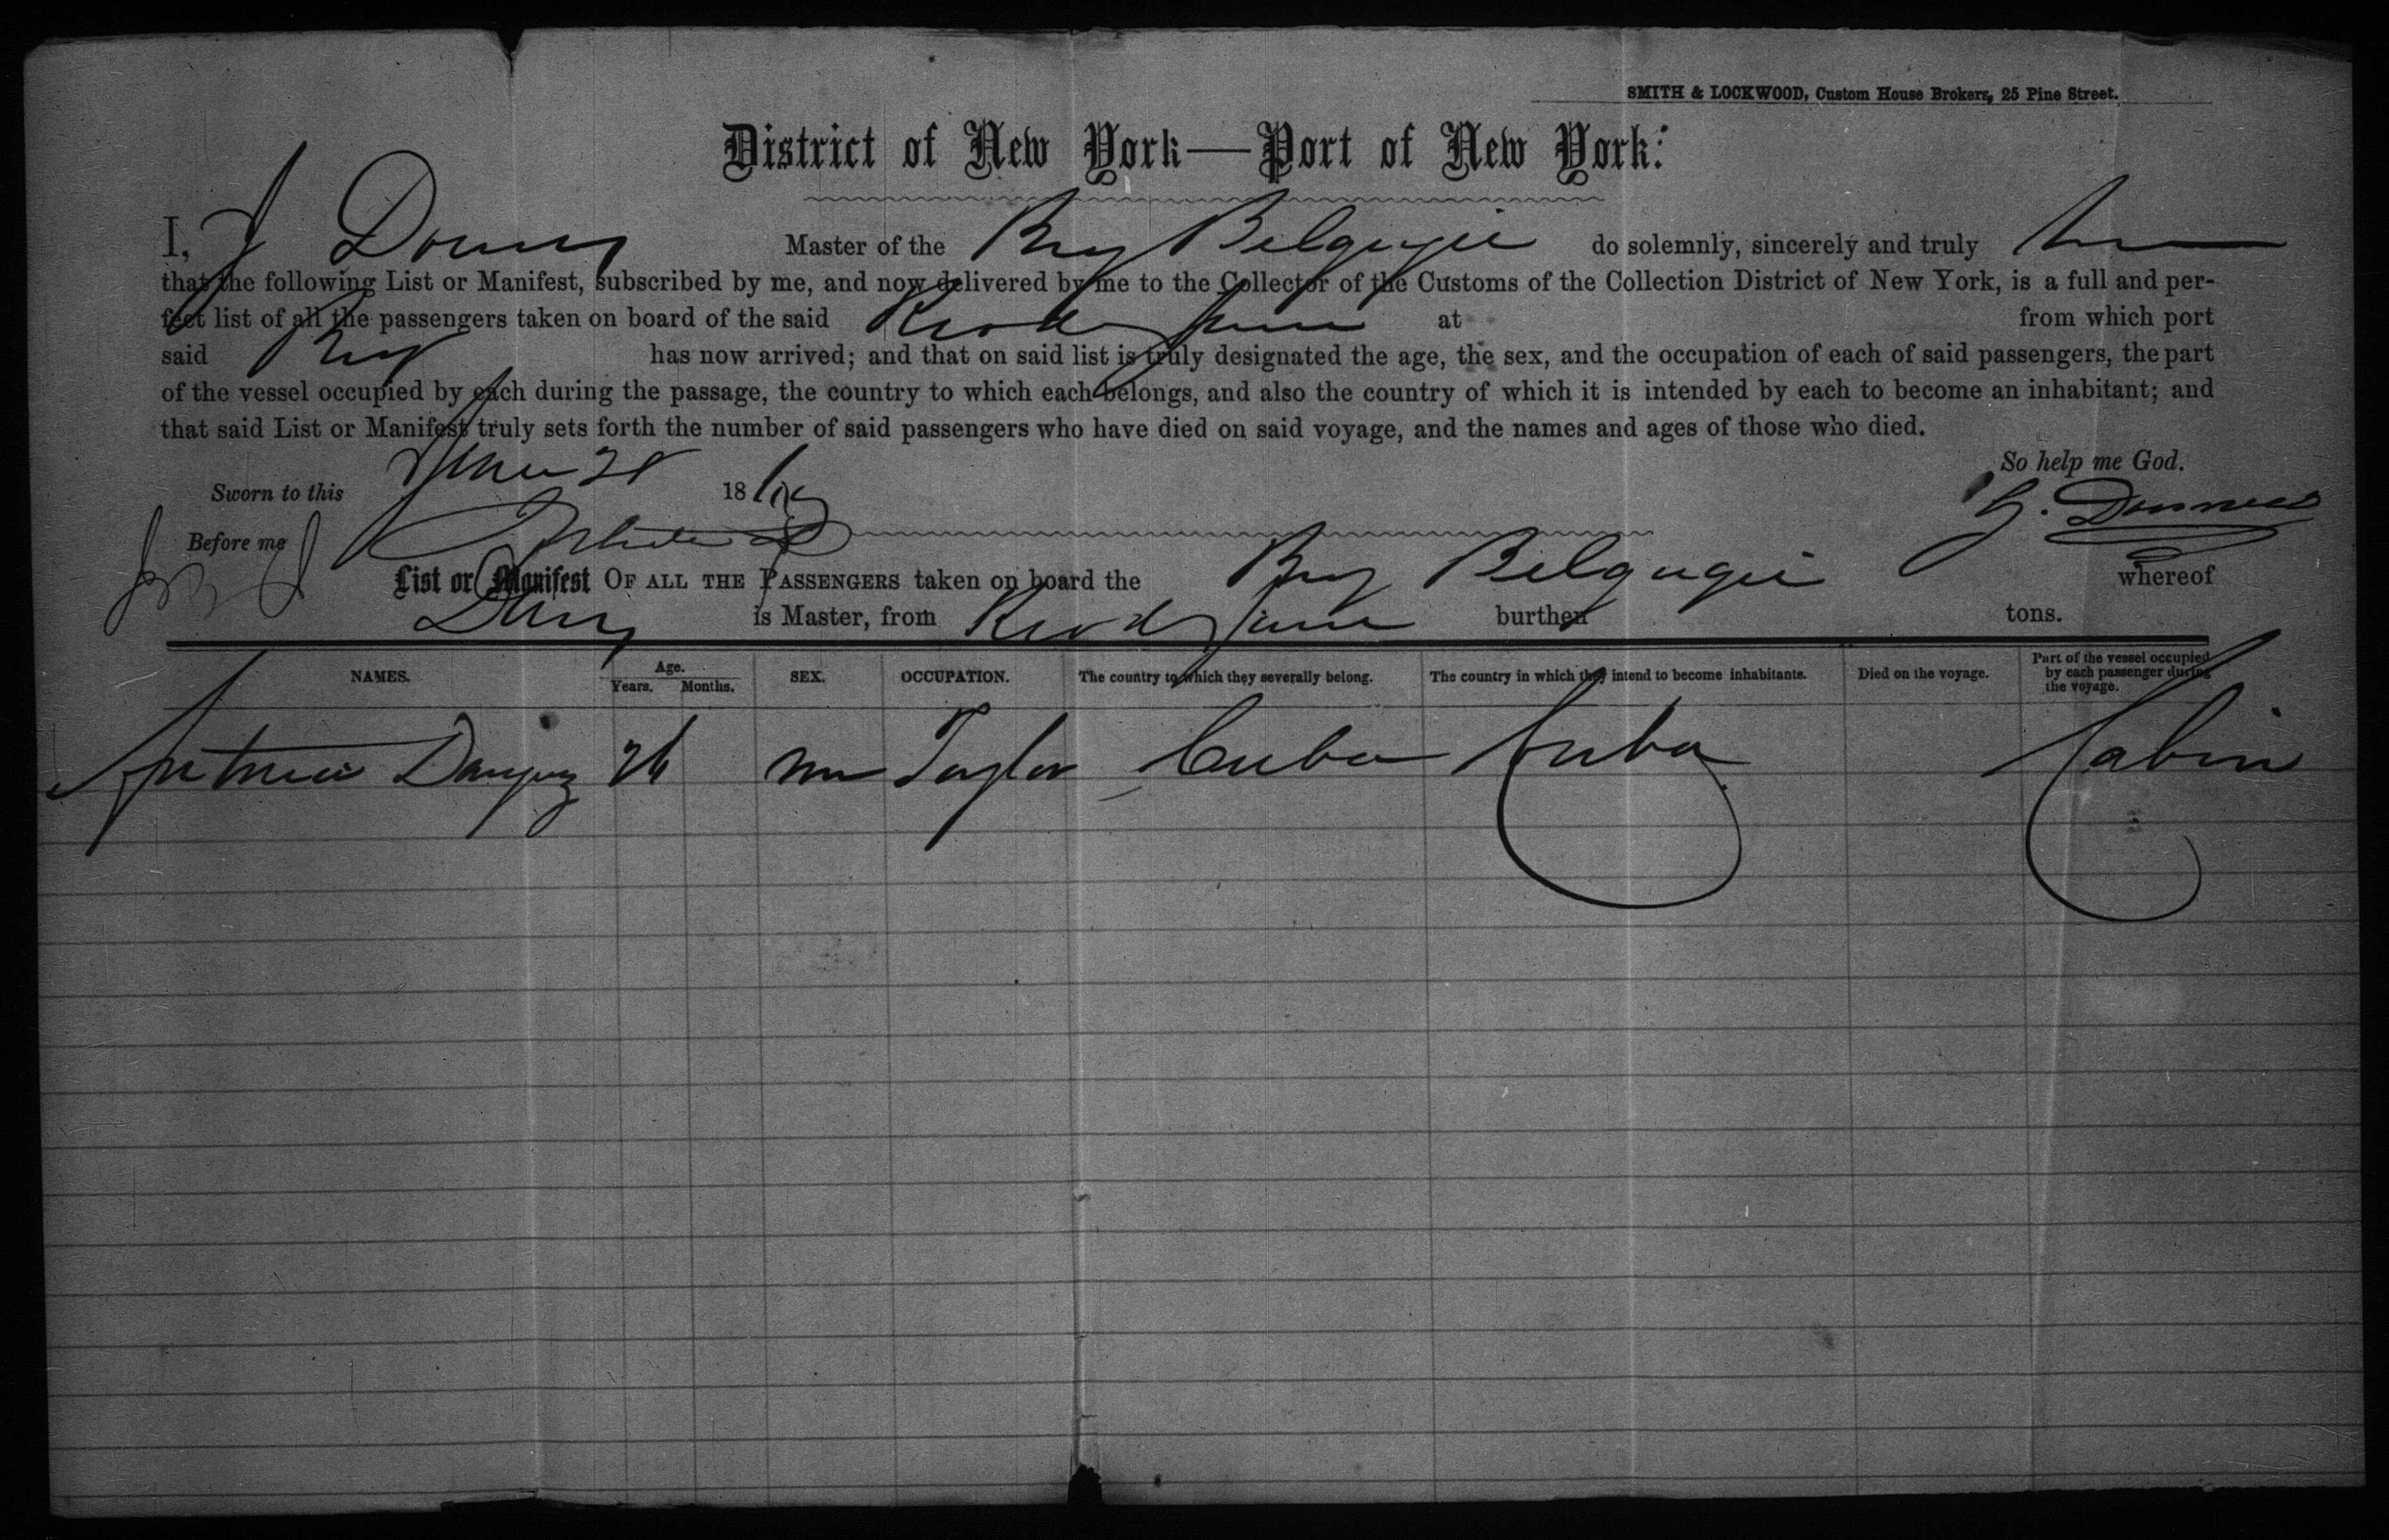 SMITH & LOCKWOOD, Custom House Brokers, 25 Pine Street.
District of New York—Port of New York:
I, J Master of the Brig do solemnly, sincerely and truly
that the following List or Manifest, subscribed by me, and now delivered by me to the Collector of the Customs of the Collection District of New York, is a full and per-
fect list of all the passengers taken on board of the said at from which port
said Brig has now arrived; and that on said list is truly designated the age, the sex, and the occupation of each of said passengers, the part
of the vessel occupied by each during the passage, the country to which each belongs, and also the country of which it is intended by each to become an inhabitant; and
that said List or Manifest truly sets forth the number of said passengers who have died on said voyage, and the names and ages of those who died.
So help me God.
Sworn to this 18
Before me
List or Manifest OF ALL THE PASSENGERS taken on board the Brig whereof
is Master, from burthen tons.
NAMES. Age. Years. Months. SEX. OCCUPATION. The country to which they severally belong. The country in which they intend to become inhabitants. Died on the voyage. Part of the vessel occupied by each passenger during the voyage.
26 m Taylor Cuba Cuba Cabin